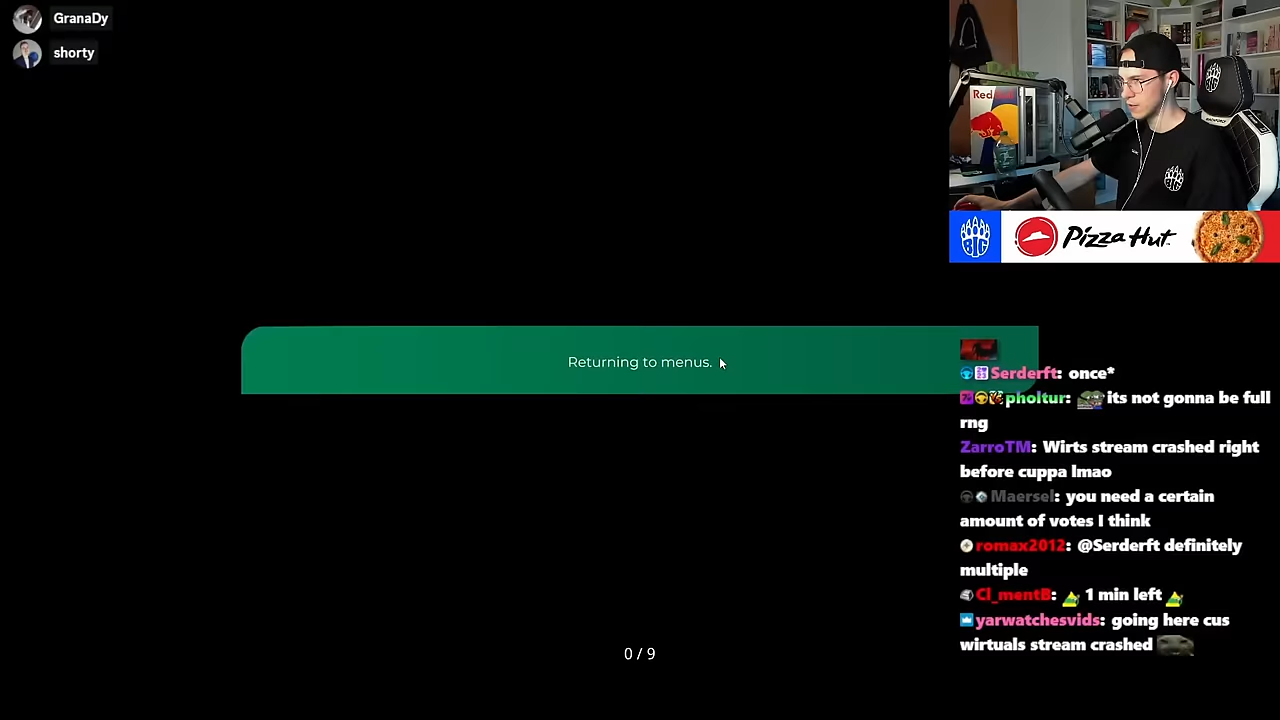 GranaDy
shorty
Red
BIG
Pizza Hut
Returning to menus.
Serderft: once*
pholtur: its not gonna be full
rng
ZarroTM: Wirts stream crashed right
before cuppa lmao
Maersel: you need a certain
amount of votes I think
romax2012: @Serderft definitely
multiple
Cl_mentB: 1 min left
yarwatchesvids: going here cus
wirtuals stream crashed
0 / 9